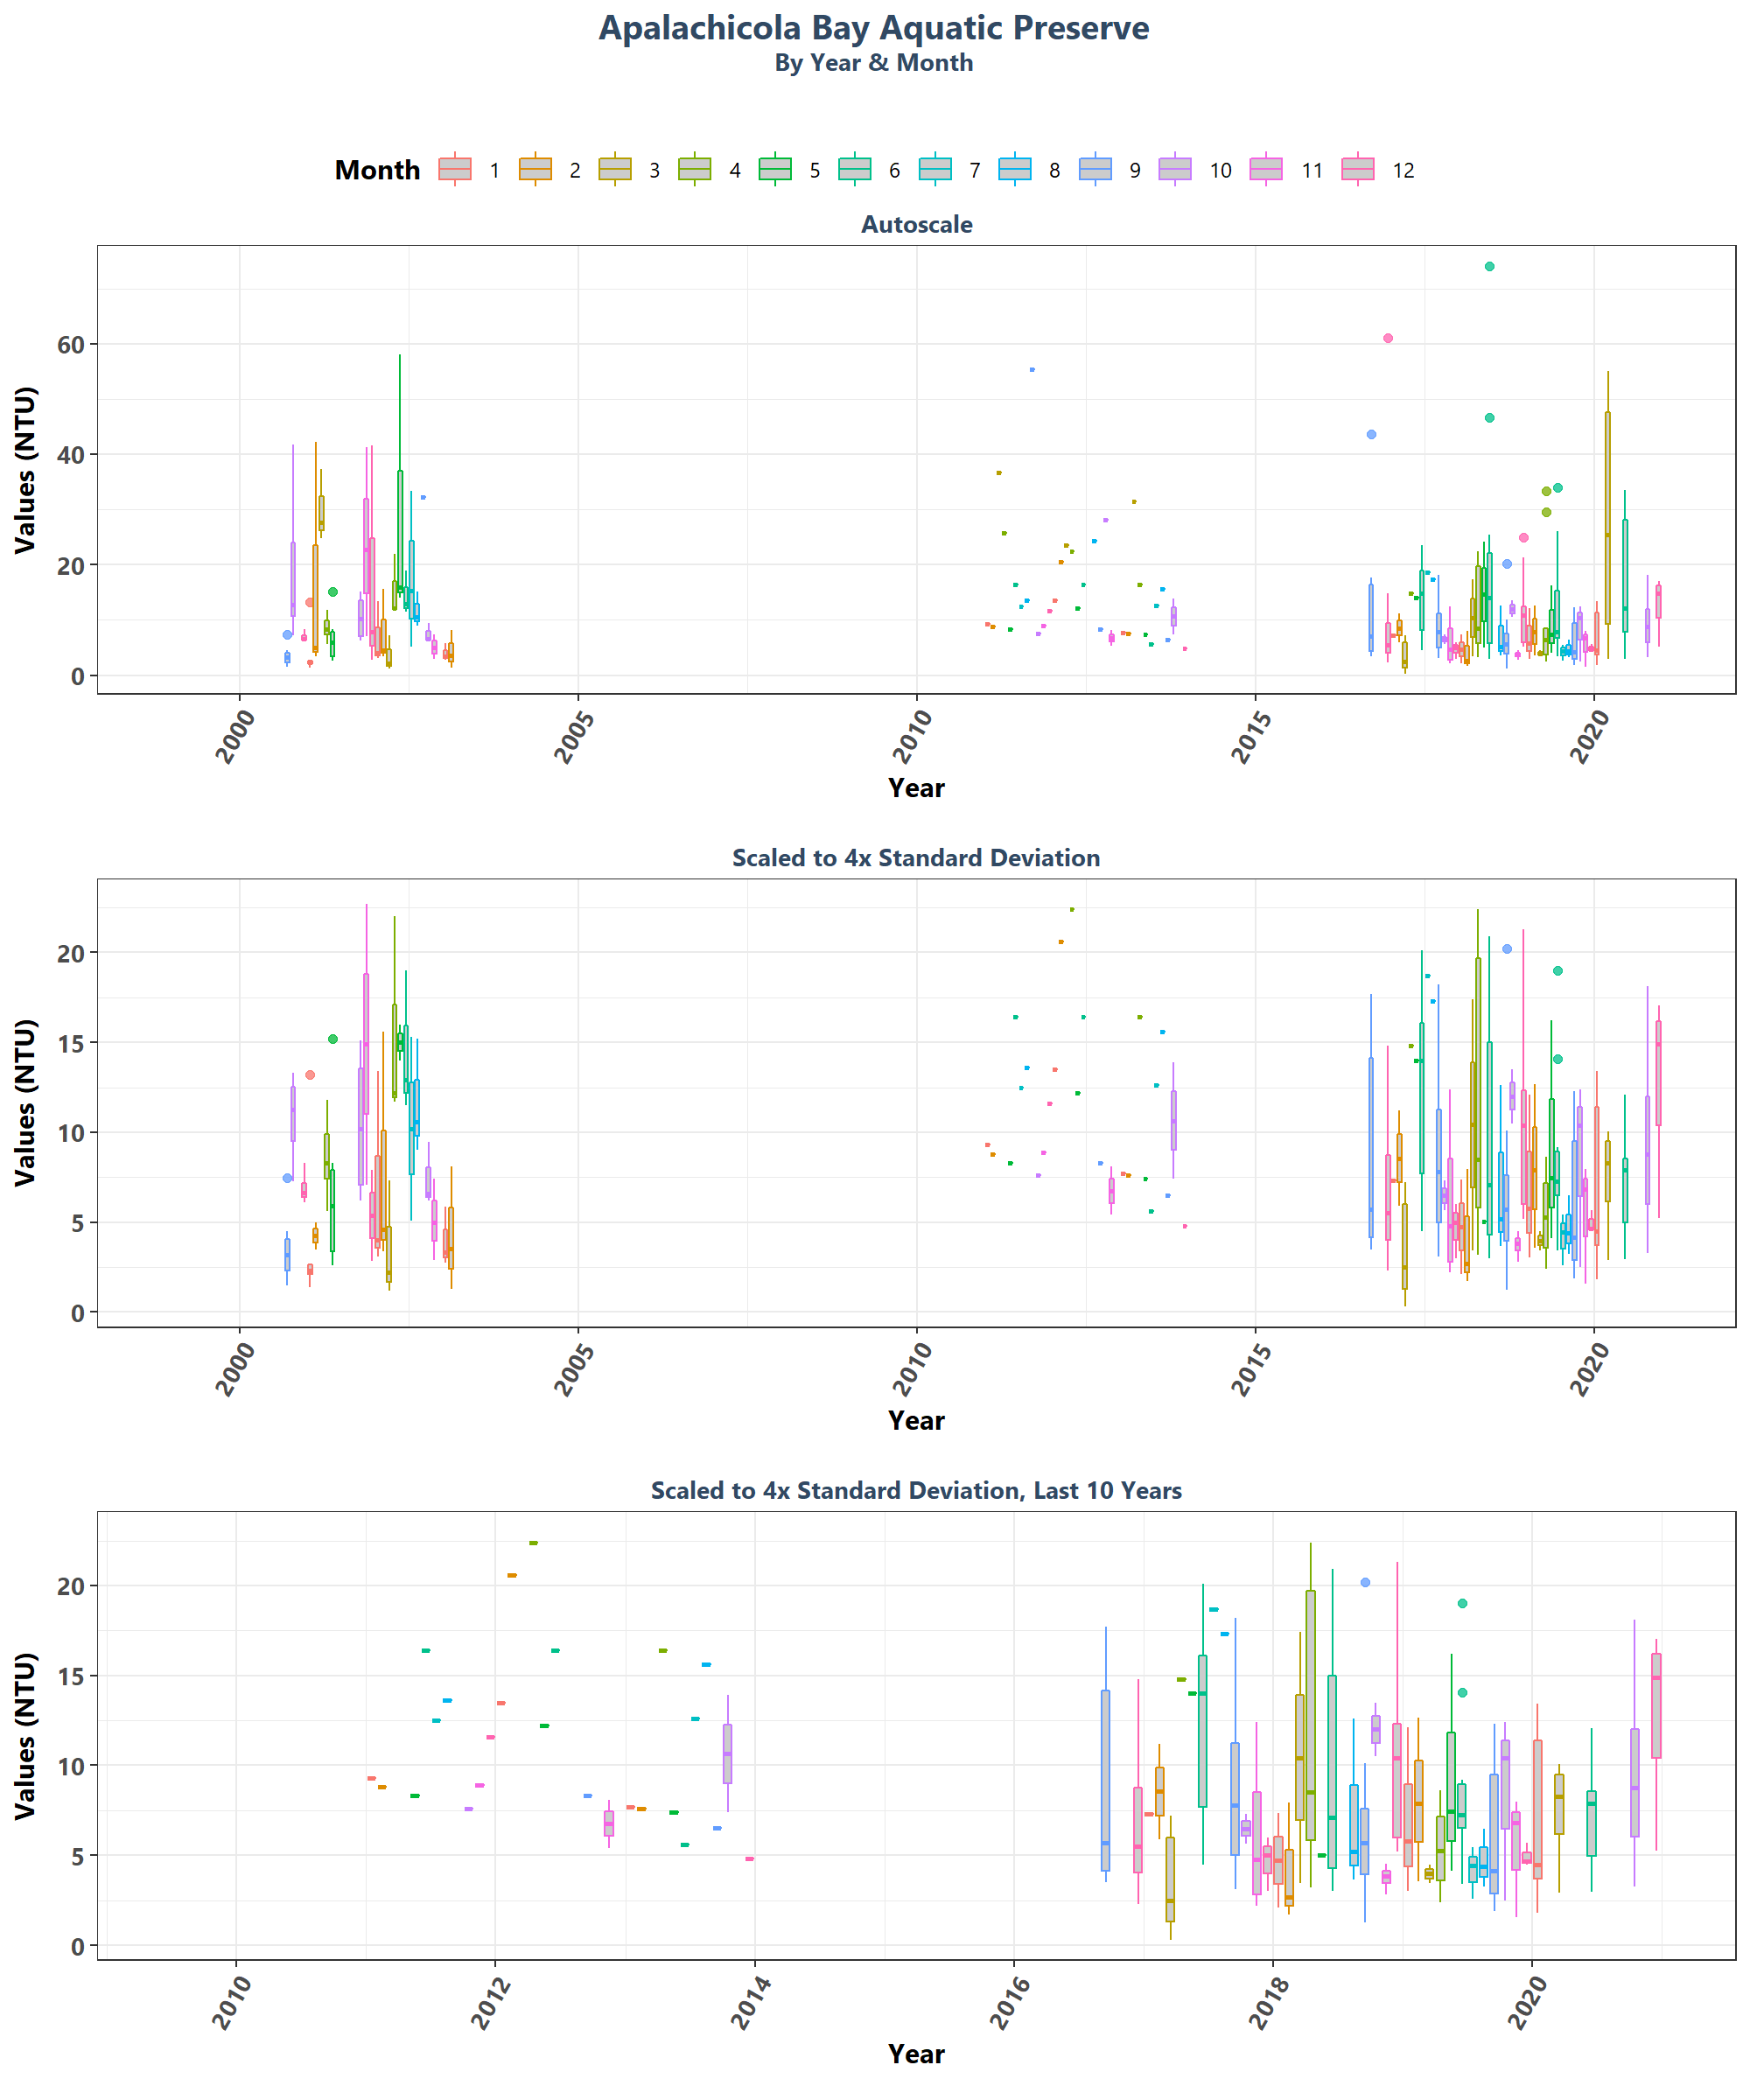 Apalachicola Bay Aquatic Preserve
By Year & Month
Month 1 2 3 4 5 6 7 8 9 10 11 12
Autoscale
Values (NTU)
60
40
20
0
2000 2005 2010 2015 2020
Year
Scaled to 4x Standard Deviation
Values (NTU)
20
15
10
5
0
2000 2005 2010 2015 2020
Year
Scaled to 4x Standard Deviation, Last 10 Years
Values (NTU)
20
15
10
5
0
2010 2012 2014 2016 2018 2020
Year